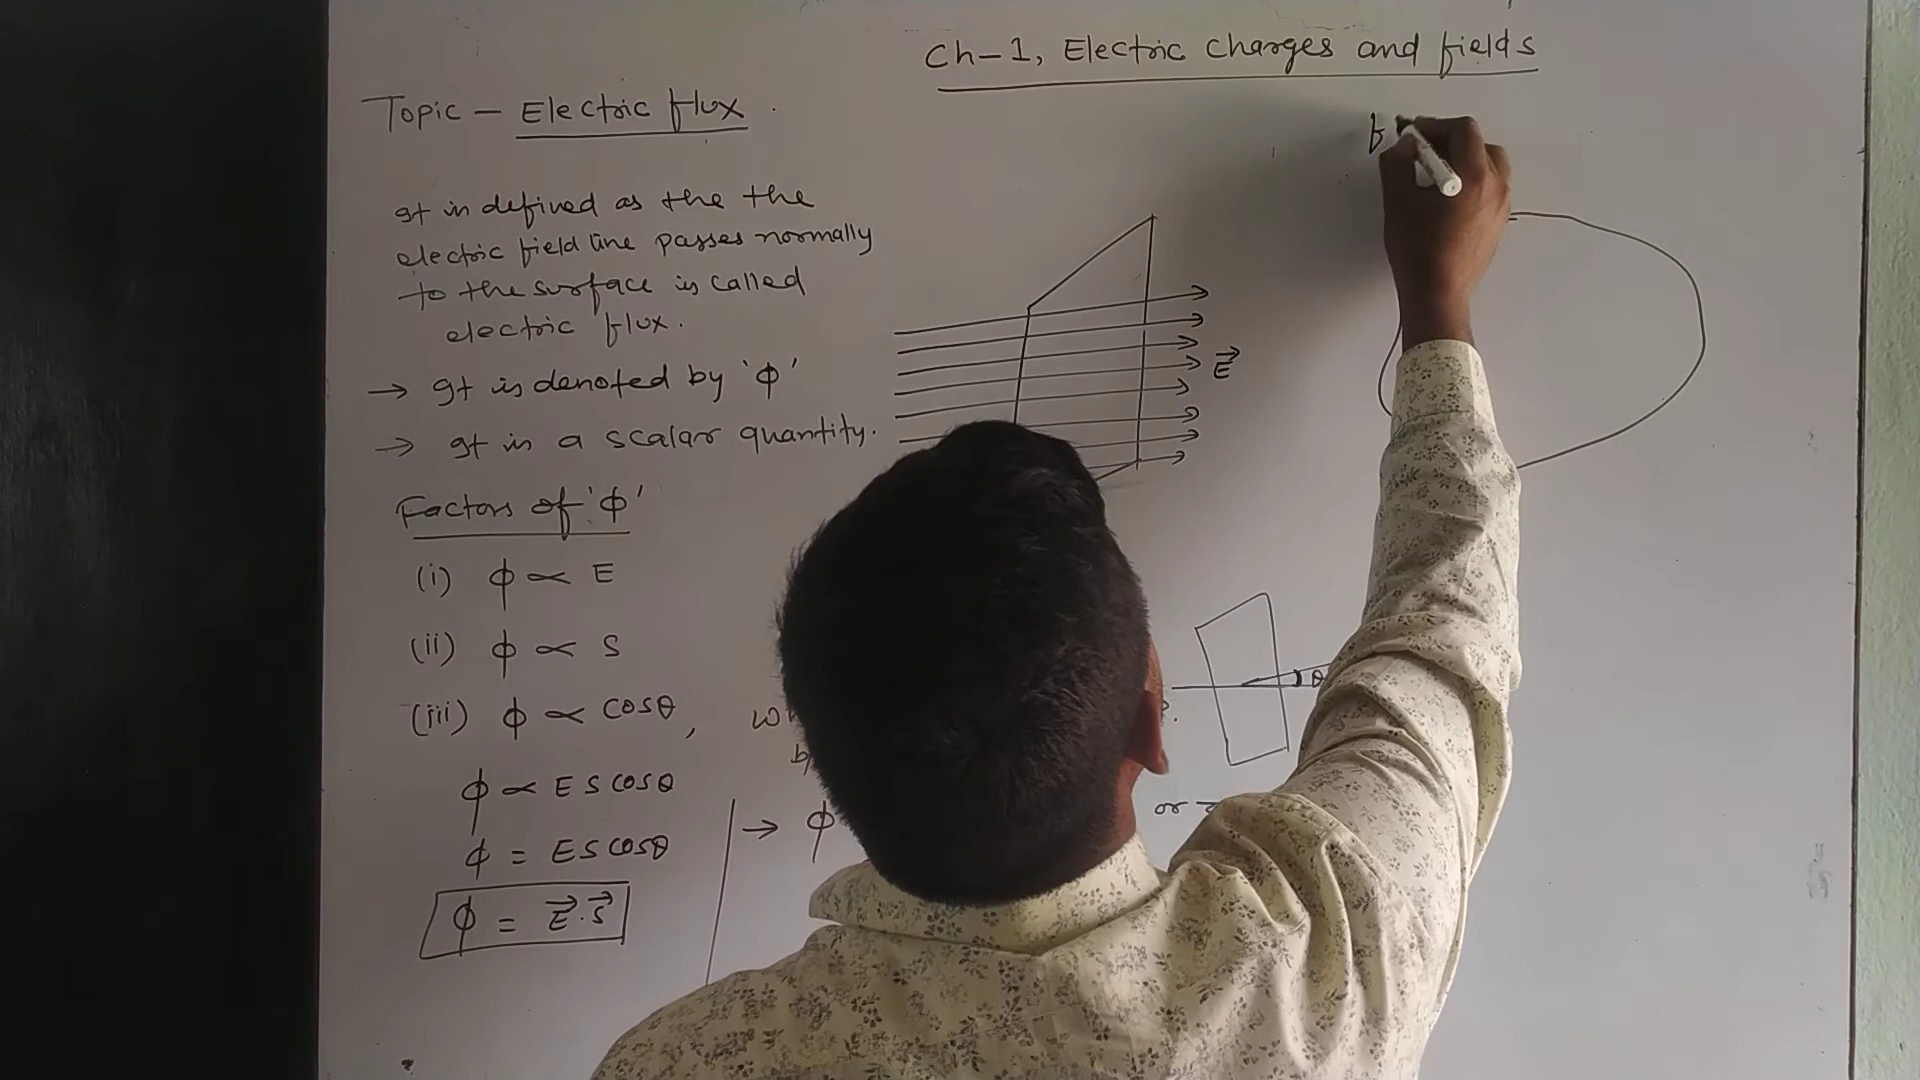 Ch-1, Electric Charges and fields
Topic - Electric flux.
It is defined as the the
electric field line passes normally
to the surface is called
electric flux.
→ It is denoted by 'ϕ'
→ It is a scalar quantity.
Factors of 'ϕ'
(i) ϕ ∝ E
(ii) ϕ ∝ S
(iii) ϕ ∝ cosθ,
ϕ ∝ E S cosθ
ϕ = ES cosθ
ϕ = E⃗.S⃗
E⃗
θ
→ ϕ
or